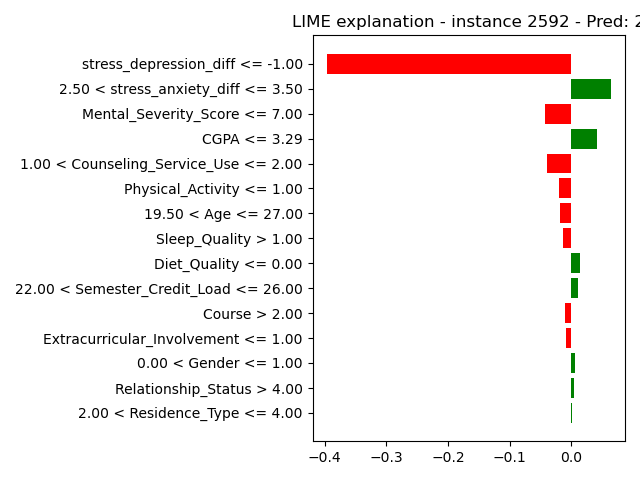 LIME explanation - instance 2592 - Pred: 2
stress_depression_diff <= -1.00
2.50 < stress_anxiety_diff <= 3.50
Mental_Severity_Score <= 7.00
CGPA <= 3.29
1.00 < Counseling_Service_Use <= 2.00
Physical_Activity <= 1.00
19.50 < Age <= 27.00
Sleep_Quality > 1.00
Diet_Quality <= 0.00
22.00 < Semester_Credit_Load <= 26.00
Course > 2.00
Extracurricular_Involvement <= 1.00
0.00 < Gender <= 1.00
Relationship_Status > 4.00
2.00 < Residence_Type <= 4.00
−0.4 −0.3 −0.2 −0.1 0.0